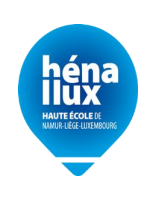 héna
llux
HAUTE ÉCOLE DE
NAMUR-LIÈGE-LUXEMBOURG